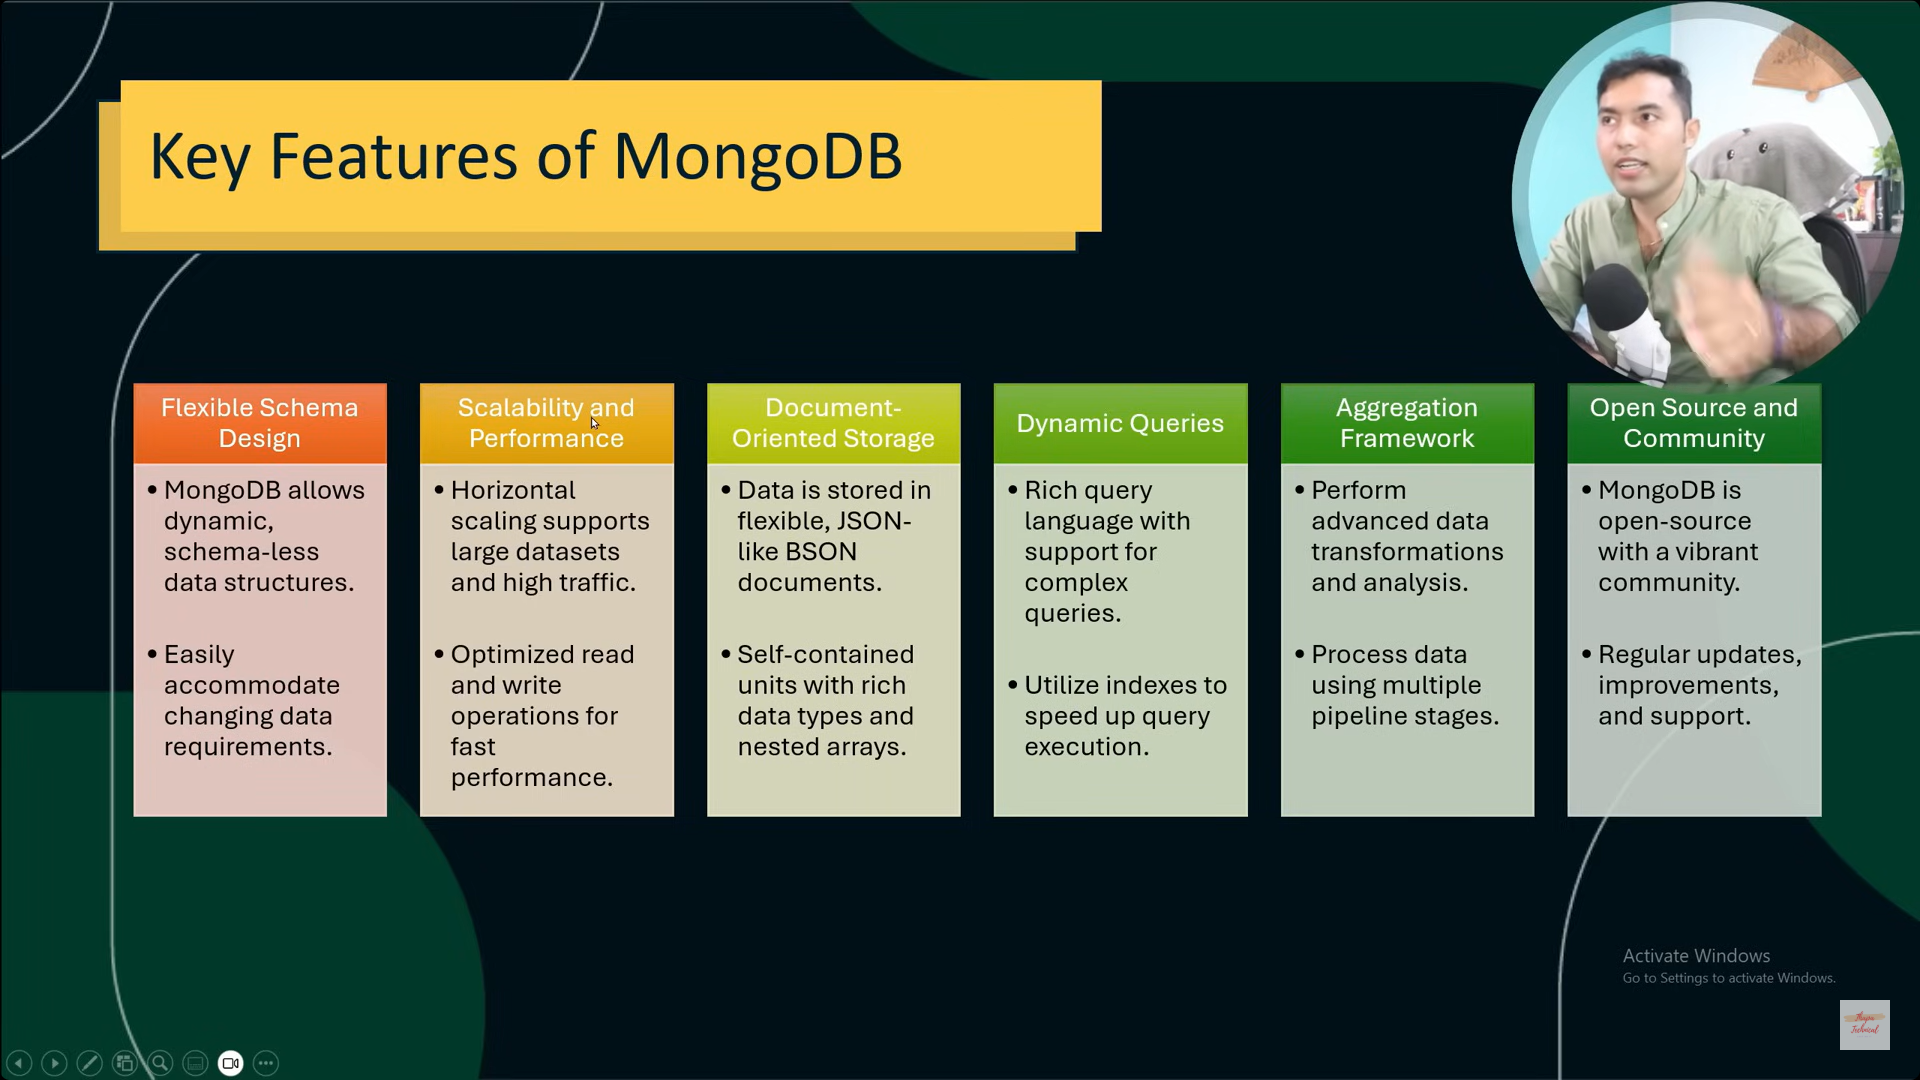 Key Features of MongoDB
Flexible Schema
Design
• MongoDB allows
dynamic,
schema-less
data structures.
• Easily
accommodate
changing data
requirements.
Scalability and
Performance
• Horizontal
scaling supports
large datasets
and high traffic.
• Optimized read
and write
operations for
fast
performance.
Document-
Oriented Storage
• Data is stored in
flexible, JSON-
like BSON
documents.
• Self-contained
units with rich
data types and
nested arrays.
Dynamic Queries
• Rich query
language with
support for
complex
queries.
• Utilize indexes to
speed up query
execution.
Aggregation
Framework
• Perform
advanced data
transformations
and analysis.
• Process data
using multiple
pipeline stages.
Open Source and
Community
• MongoDB is
open-source
with a vibrant
community.
• Regular updates,
improvements,
and support.
Activate Windows
Go to Settings to activate Windows.
Technical